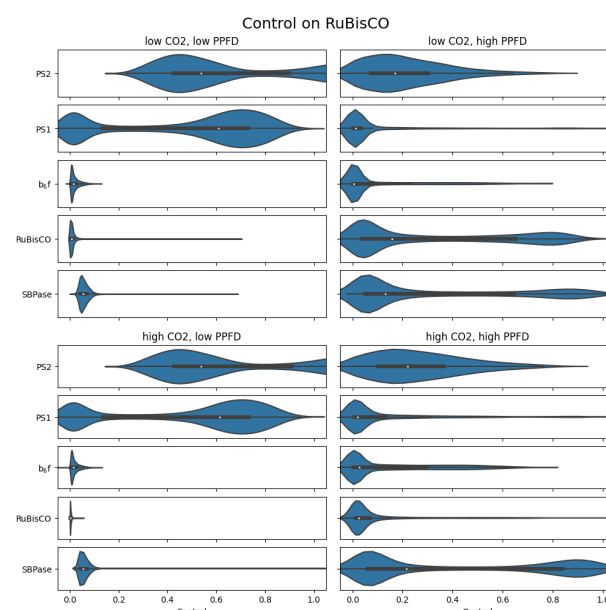 Control on RuBisCO
low CO2, low PPFD
low CO2, high PPFD
PS2
PS1
b₆f
RuBisCO
SBPase
high CO2, low PPFD
high CO2, high PPFD
PS2
PS1
b₆f
RuBisCO
SBPase
0.0 0.2 0.4 0.6 0.8 1.0
0.0 0.2 0.4 0.6 0.8 1.0